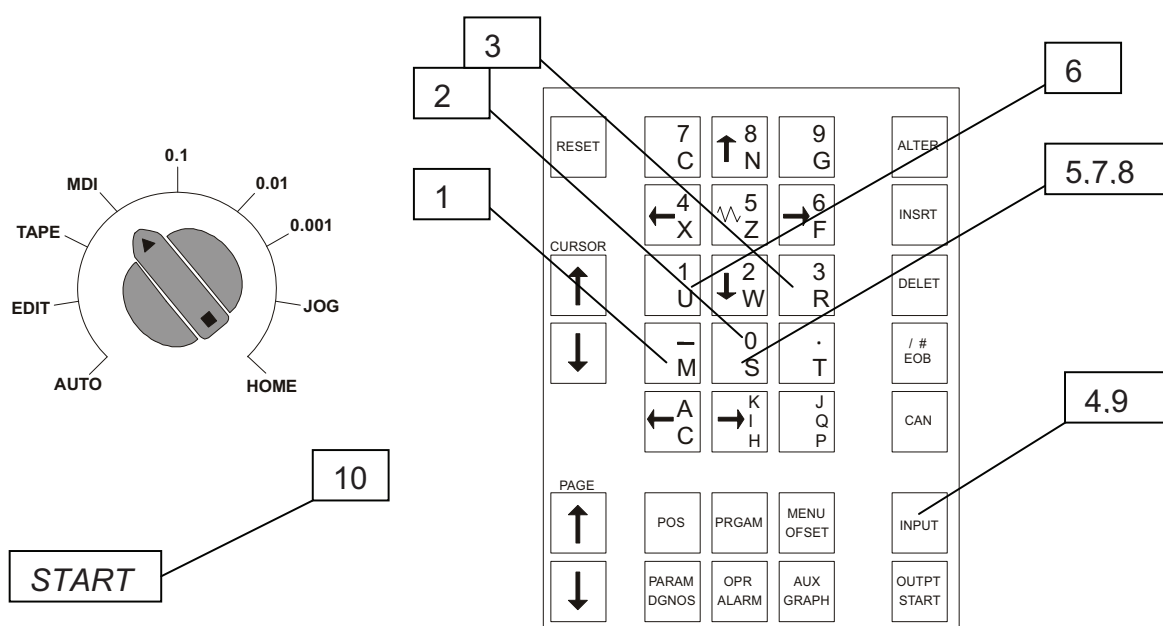 3
2
6
1
5,7,8
4,9
10
START
0.1
MDI
0.01
TAPE
0.001
EDIT
JOG
AUTO
HOME
RESET
7
C
8
N
9
G
ALTER
4
X
5
Z
6
F
INSRT
CURSOR
1
U
2
W
3
R
DELET
–
M
0
S
.
T
/ #
EOB
A
C
K
I
H
J
Q
P
CAN
PAGE
POS
PRGAM
MENU
OFSET
INPUT
PARAM
DGNOS
OPR
ALARM
AUX
GRAPH
OUTPT
START